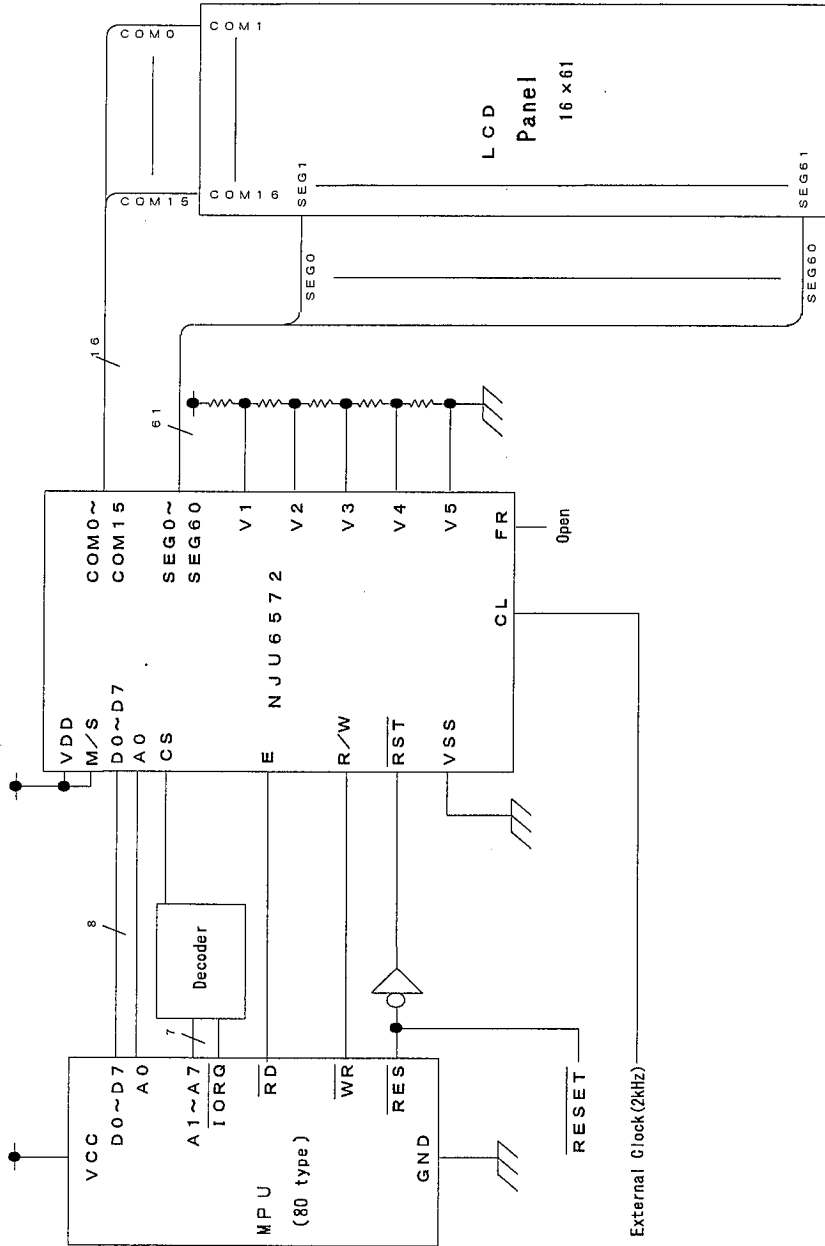 VCC
D0~D7
A0
A1~A7
IORQ
MPU
(80 type)
RD
WR
RES
GND
8
7
Decoder
RESET
External Clock(2kHz)
VDD
M/S
D0~D7
A0
CS
E
R/W
RST
VSS
NJU6572
COM0~
COM15
SEG0~
SEG60
V1
V2
V3
V4
V5
FR
CL
Open
16
61
COM0
COM15
COM1
COM16
SEG0
SEG60
SEG1
SEG61
LCD
Panel
16×61